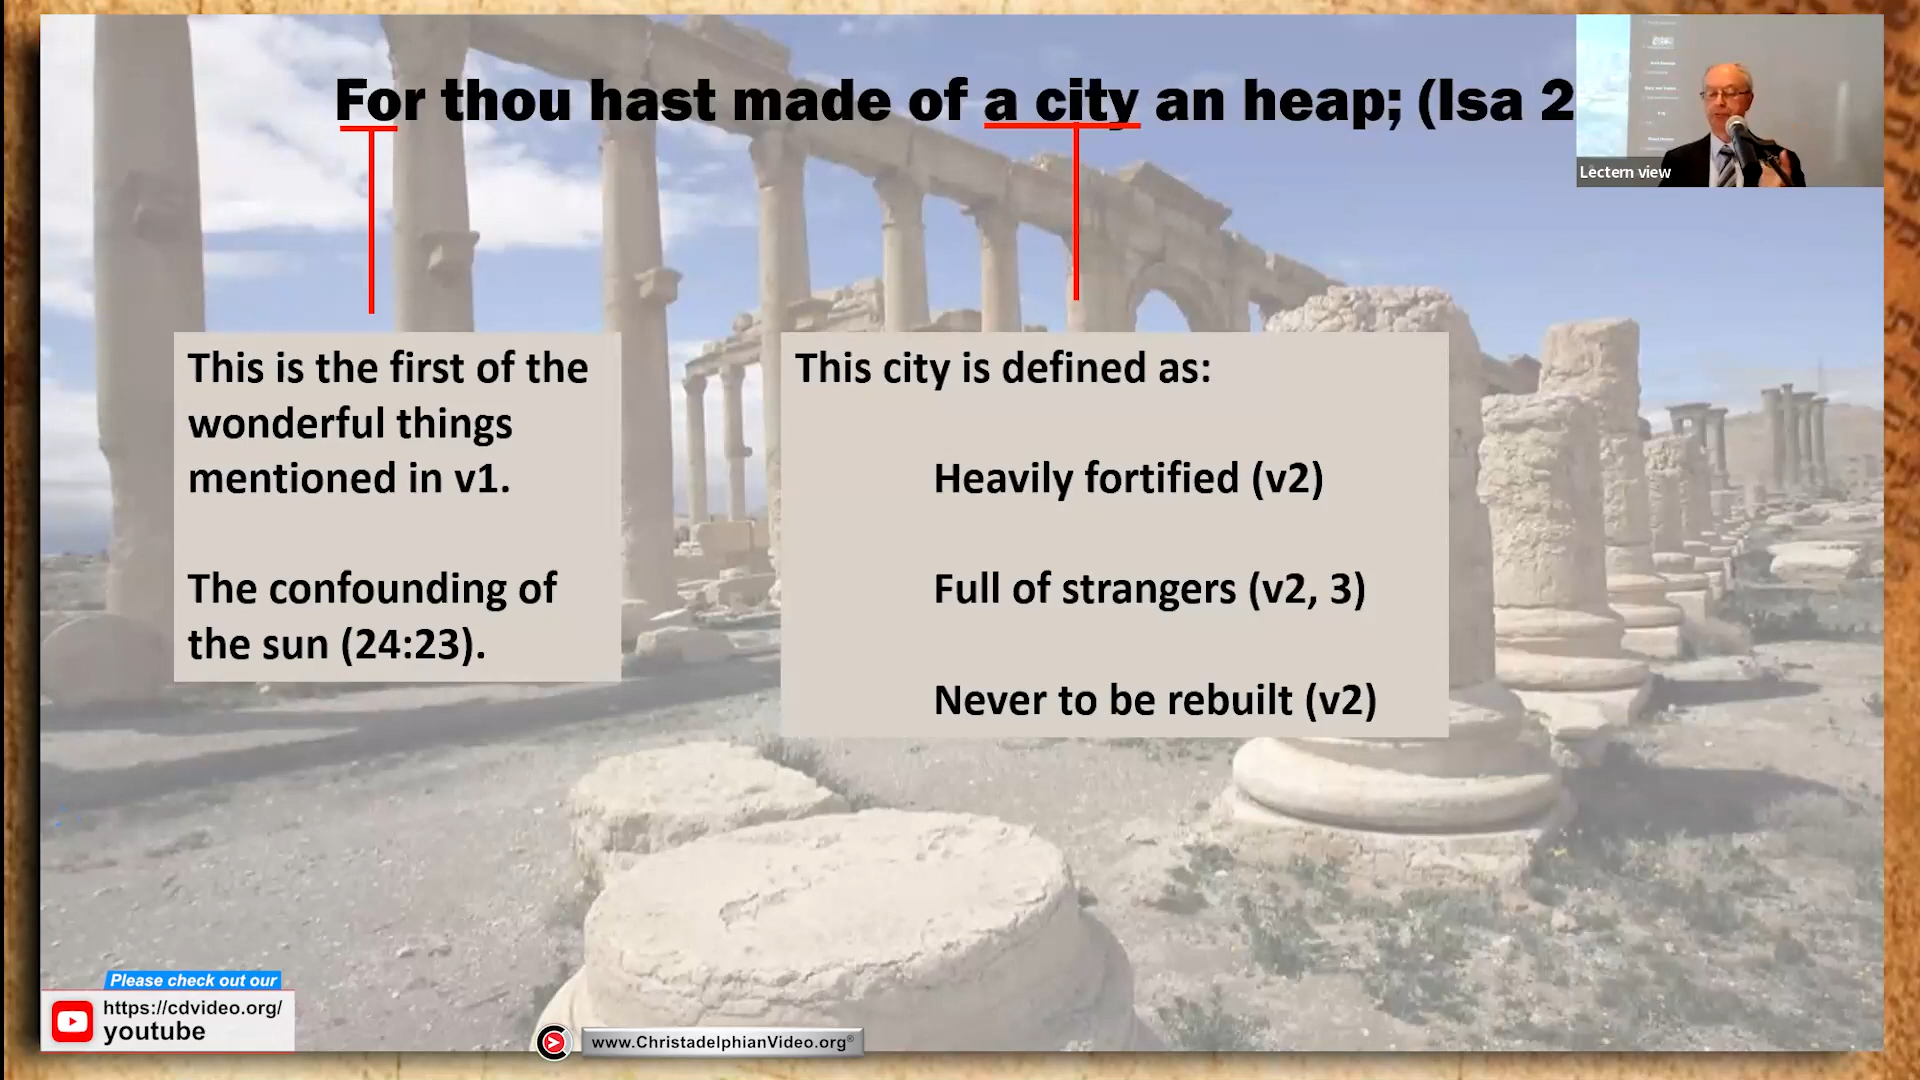 For thou hast made of a city an heap; (Isa 2
Lectern view
This is the first of the
wonderful things
mentioned in v1.
The confounding of
the sun (24:23).
This city is defined as:
Heavily fortified (v2)
Full of strangers (v2, 3)
Never to be rebuilt (v2)
Please check out our
https://cdvideo.org/
youtube
www.ChristadelphianVideo.org®